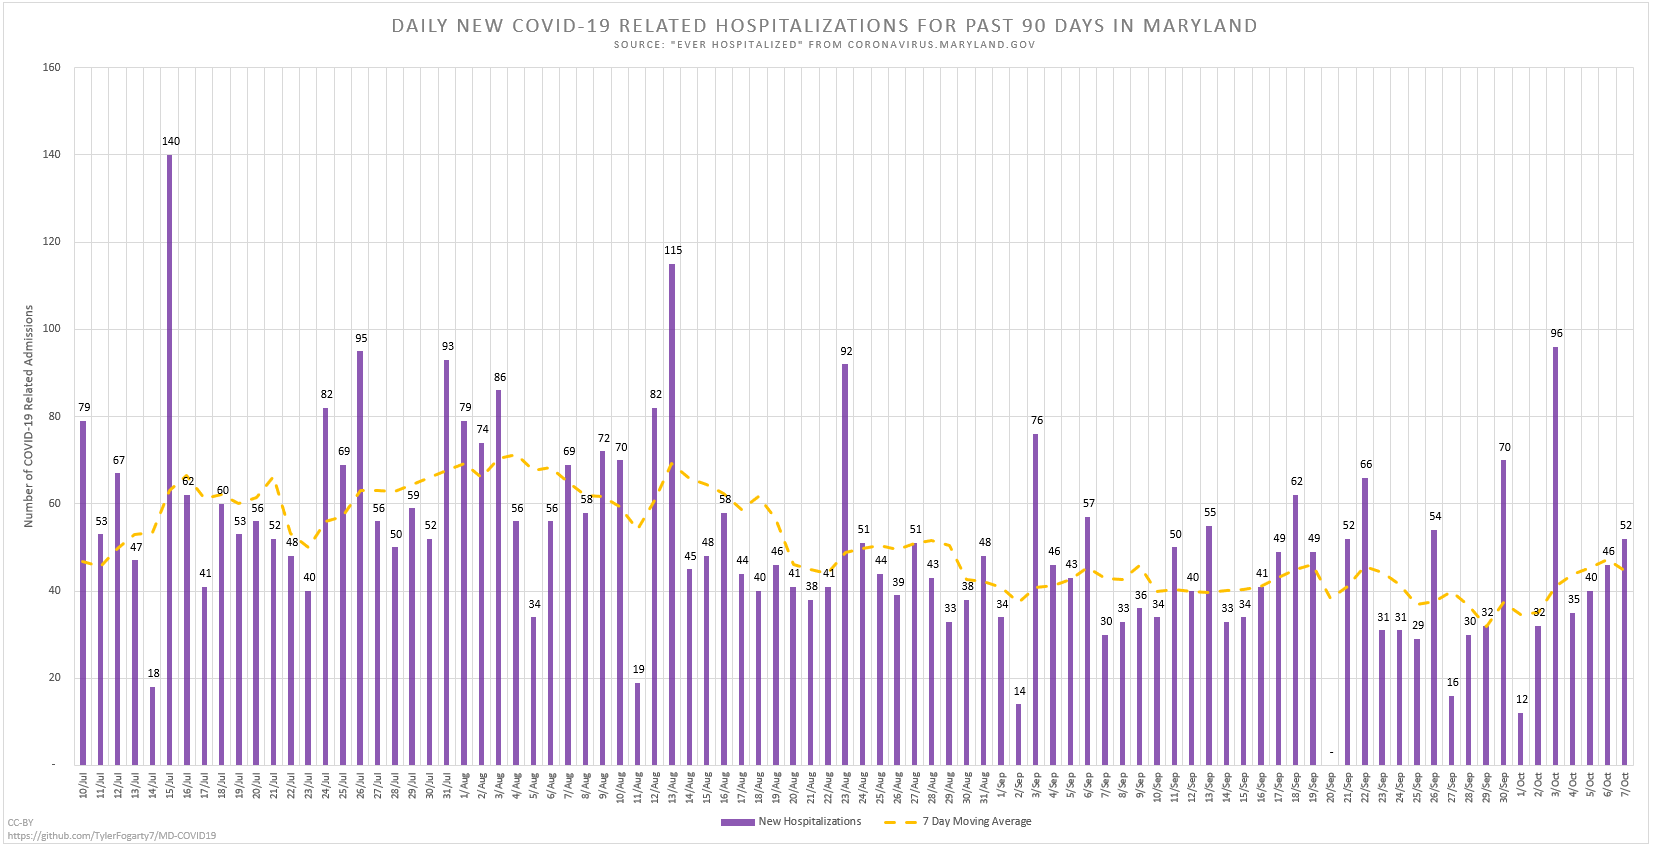 DAILY NEW COVID-19 RELATED HOSPITALIZATIONS FOR PAST 90 DAYS IN MARYLAND
SOURCE: "EVER HOSPITALIZED" FROM CORONAVIRUS.MARYLAND.GOV
Number of COVID-19 Related Admissions
160
140
120
100
80
60
40
20
-
79 53 67 47 18 140 62 41 60 53 56 52 48 40 82 69 95 56 50 59 52 93 79 74 86 56 34 56 69 58 72 70 19 82 115 45 48 58 44 40 46 41 38 41 92 51 44 39 51 43 33 38 48 34 14 76 46 43 57 30 33 36 34 50 40 55 33 34 41 49 62 49 - 52 66 31 31 29 54 16 30 32 70 12 32 96 35 40 46 52
10/Jul 11/Jul 12/Jul 13/Jul 14/Jul 15/Jul 16/Jul 17/Jul 18/Jul 19/Jul 20/Jul 21/Jul 22/Jul 23/Jul 24/Jul 25/Jul 26/Jul 27/Jul 28/Jul 29/Jul 30/Jul 31/Jul 1/Aug 2/Aug 3/Aug 4/Aug 5/Aug 6/Aug 7/Aug 8/Aug 9/Aug 10/Aug 11/Aug 12/Aug 13/Aug 14/Aug 15/Aug 16/Aug 17/Aug 18/Aug 19/Aug 20/Aug 21/Aug 22/Aug 23/Aug 24/Aug 25/Aug 26/Aug 27/Aug 28/Aug 29/Aug 30/Aug 31/Aug 1/Sep 2/Sep 3/Sep 4/Sep 5/Sep 6/Sep 7/Sep 8/Sep 9/Sep 10/Sep 11/Sep 12/Sep 13/Sep 14/Sep 15/Sep 16/Sep 17/Sep 18/Sep 19/Sep 20/Sep 21/Sep 22/Sep 23/Sep 24/Sep 25/Sep 26/Sep 27/Sep 28/Sep 29/Sep 30/Sep 1/Oct 2/Oct 3/Oct 4/Oct 5/Oct 6/Oct 7/Oct
New Hospitalizations 7 Day Moving Average
CC-BY
https://github.com/TylerFogarty7/MD-COVID19